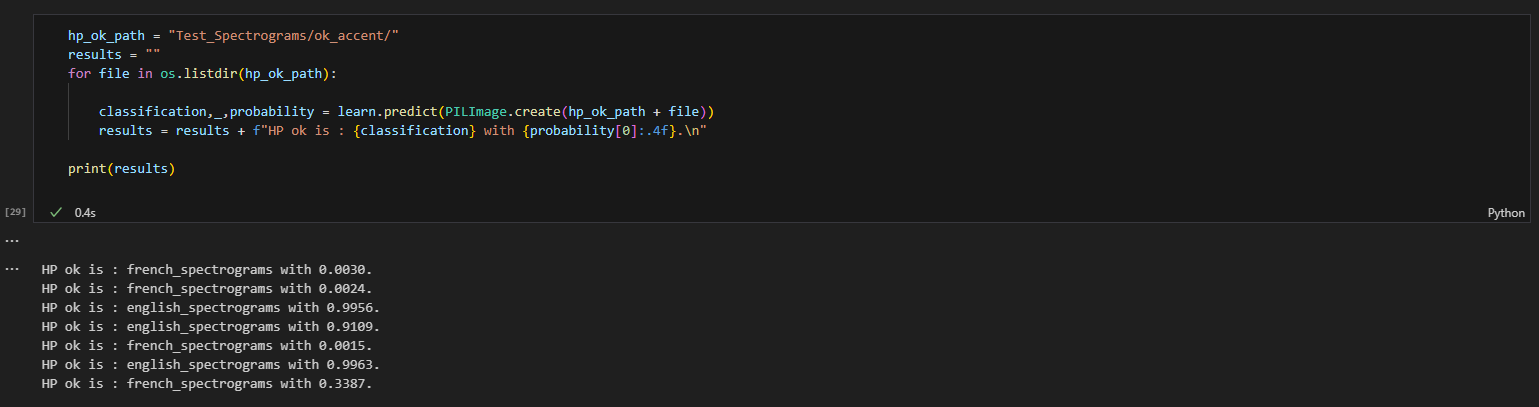 hp_ok_path = "Test_Spectrograms/ok_accent/"
results = ""
for file in os.listdir(hp_ok_path):
classification,_,probability = learn.predict(PILImage.create(hp_ok_path + file))
results = results + f"HP ok is : {classification} with {probability[0]:.4f}.\n"
print(results)
[29] ✓ 0.4s Python
...
... HP ok is : french_spectrograms with 0.0030.
HP ok is : french_spectrograms with 0.0024.
HP ok is : english_spectrograms with 0.9956.
HP ok is : english_spectrograms with 0.9109.
HP ok is : french_spectrograms with 0.0015.
HP ok is : english_spectrograms with 0.9963.
HP ok is : french_spectrograms with 0.3387.